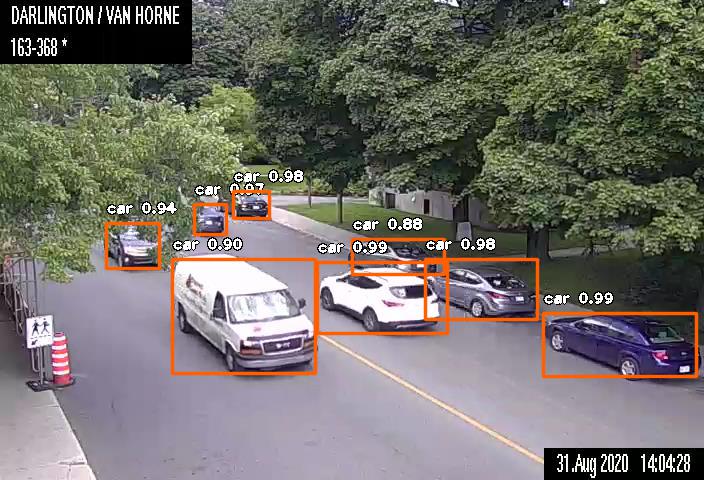 DARLINGTON / VAN HORNE
163-368 *
car 0.98
car 0.97
car 0.94
car 0.88
car 0.90
car 0.99
car 0.98
car 0.99
31.Aug 2020 14:04:28